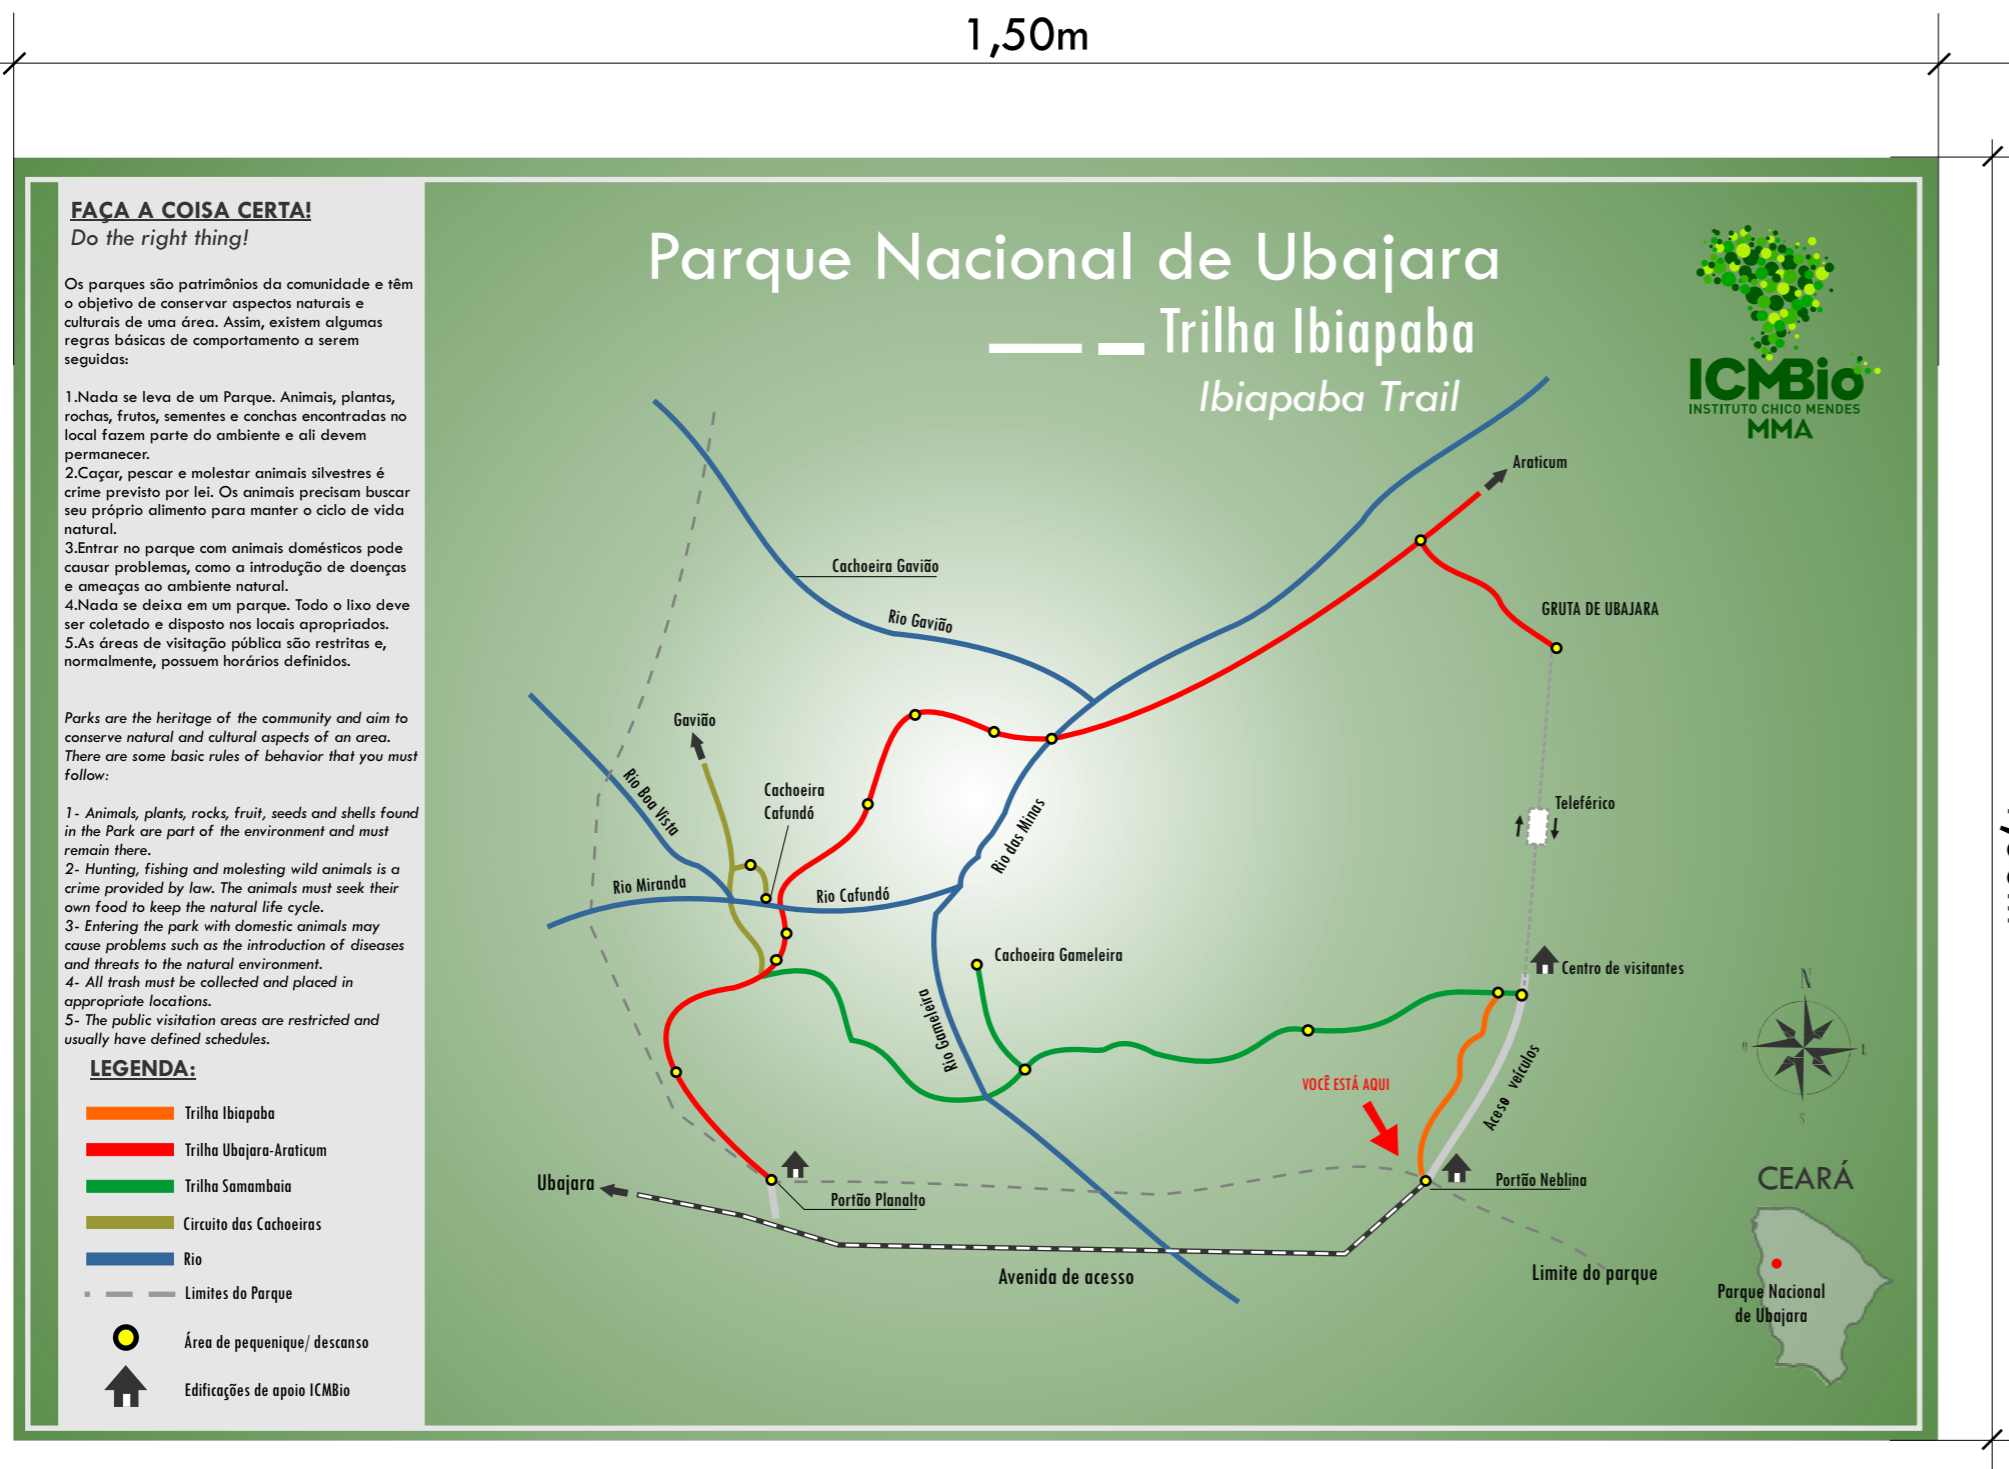 1,50m
FAÇA A COISA CERTA!
Do the right thing!
Os parques são patrimônios da comunidade e têm
o objetivo de conservar aspectos naturais e
culturais de uma área. Assim, existem algumas
regras básicas de comportamento a serem
seguidas:
1.Nada se leva de um Parque. Animais, plantas,
rochas, frutos, sementes e conchas encontradas no
local fazem parte do ambiente e ali devem
permanecer.
2.Caçar, pescar e molestar animais silvestres é
crime previsto por lei. Os animais precisam buscar
seu próprio alimento para manter o ciclo de vida
natural.
3.Entrar no parque com animais domésticos pode
causar problemas, como a introdução de doenças
e ameaças ao ambiente natural.
4.Nada se deixa em um parque. Todo o lixo deve
ser coletado e disposto nos locais apropriados.
5.As áreas de visitação pública são restritas e,
normalmente, possuem horários definidos.
Parks are the heritage of the community and aim to
conserve natural and cultural aspects of an area.
There are some basic rules of behavior that you must
follow:
1- Animals, plants, rocks, fruit, seeds and shells found
in the Park are part of the environment and must
remain there.
2- Hunting, fishing and molesting wild animals is a
crime provided by law. The animals must seek their
own food to keep the natural life cycle.
3- Entering the park with domestic animals may
cause problems such as the introduction of diseases
and threats to the natural environment.
4- All trash must be collected and placed in
appropriate locations.
5- The public visitation areas are restricted and
usually have defined schedules.
LEGENDA:
Trilha Ibiapaba
Trilha Ubajara-Araticum
Trilha Samambaia
Circuito das Cachoeiras
Rio
Limites do Parque
Área de pequenique/ descanso
Edificações de apoio ICMBio
Parque Nacional de Ubajara
Trilha Ibiapaba
Ibiapaba Trail
ICMBio
INSTITUTO CHICO MENDES
MMA
Araticum
Cachoeira Gavião
Rio Gavião
GRUTA DE UBAJARA
Gavião
Rio Boa Vista
Cachoeira
Cafundó
Rio das Minas
Teleférico
Rio Miranda
Rio Cafundó
Cachoeira Gameleira
Centro de visitantes
Rio Gameleira
Aceso veículos
VOCÊ ESTÁ AQUI
Ubajara
Portão Planalto
Portão Neblina
Avenida de acesso
Limite do parque
N
O
L
S
CEARÁ
Parque Nacional
de Ubajara